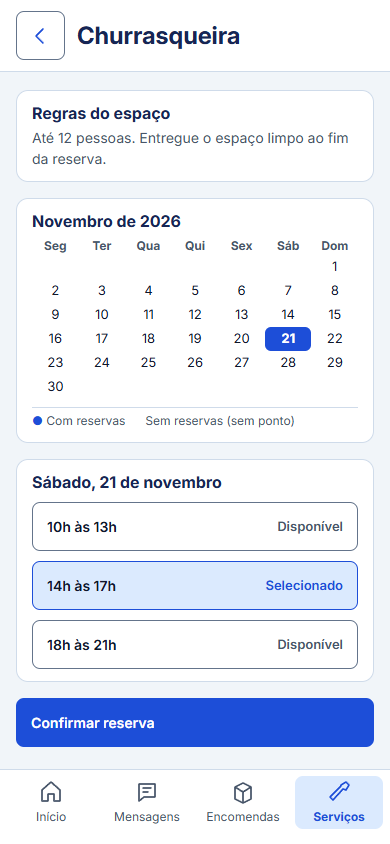 Churrasqueira
Regras do espaço
Até 12 pessoas. Entregue o espaço limpo ao fim
da reserva.
Novembro de 2026
Seg Ter Qua Qui Sex Sáb Dom
1
2 3 4 5 6 7 8
9 10 11 12 13 14 15
16 17 18 19 20 21 22
23 24 25 26 27 28 29
30
Com reservas Sem reservas (sem ponto)
Sábado, 21 de novembro
10h às 13h Disponível
14h às 17h Selecionado
18h às 21h Disponível
Confirmar reserva
Início Mensagens Encomendas Serviços